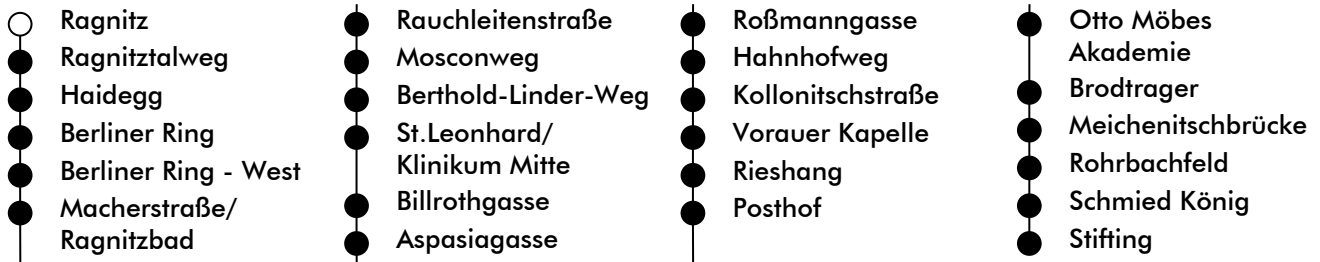 Ragnitz
Ragnitztalweg
Haidegg
Berliner Ring
Berliner Ring - West
Macherstraße/
Ragnitzbad
Rauchleitenstraße
Mosconweg
Berthold-Linder-Weg
St.Leonhard/
Klinikum Mitte
Billrothgasse
Aspasiagasse
Roßmanngasse
Hahnhofweg
Kollonitschstraße
Vorauer Kapelle
Rieshang
Posthof
Otto Möbes
Akademie
Brodtrager
Meichenitschbrücke
Rohrbachfeld
Schmied König
Stifting